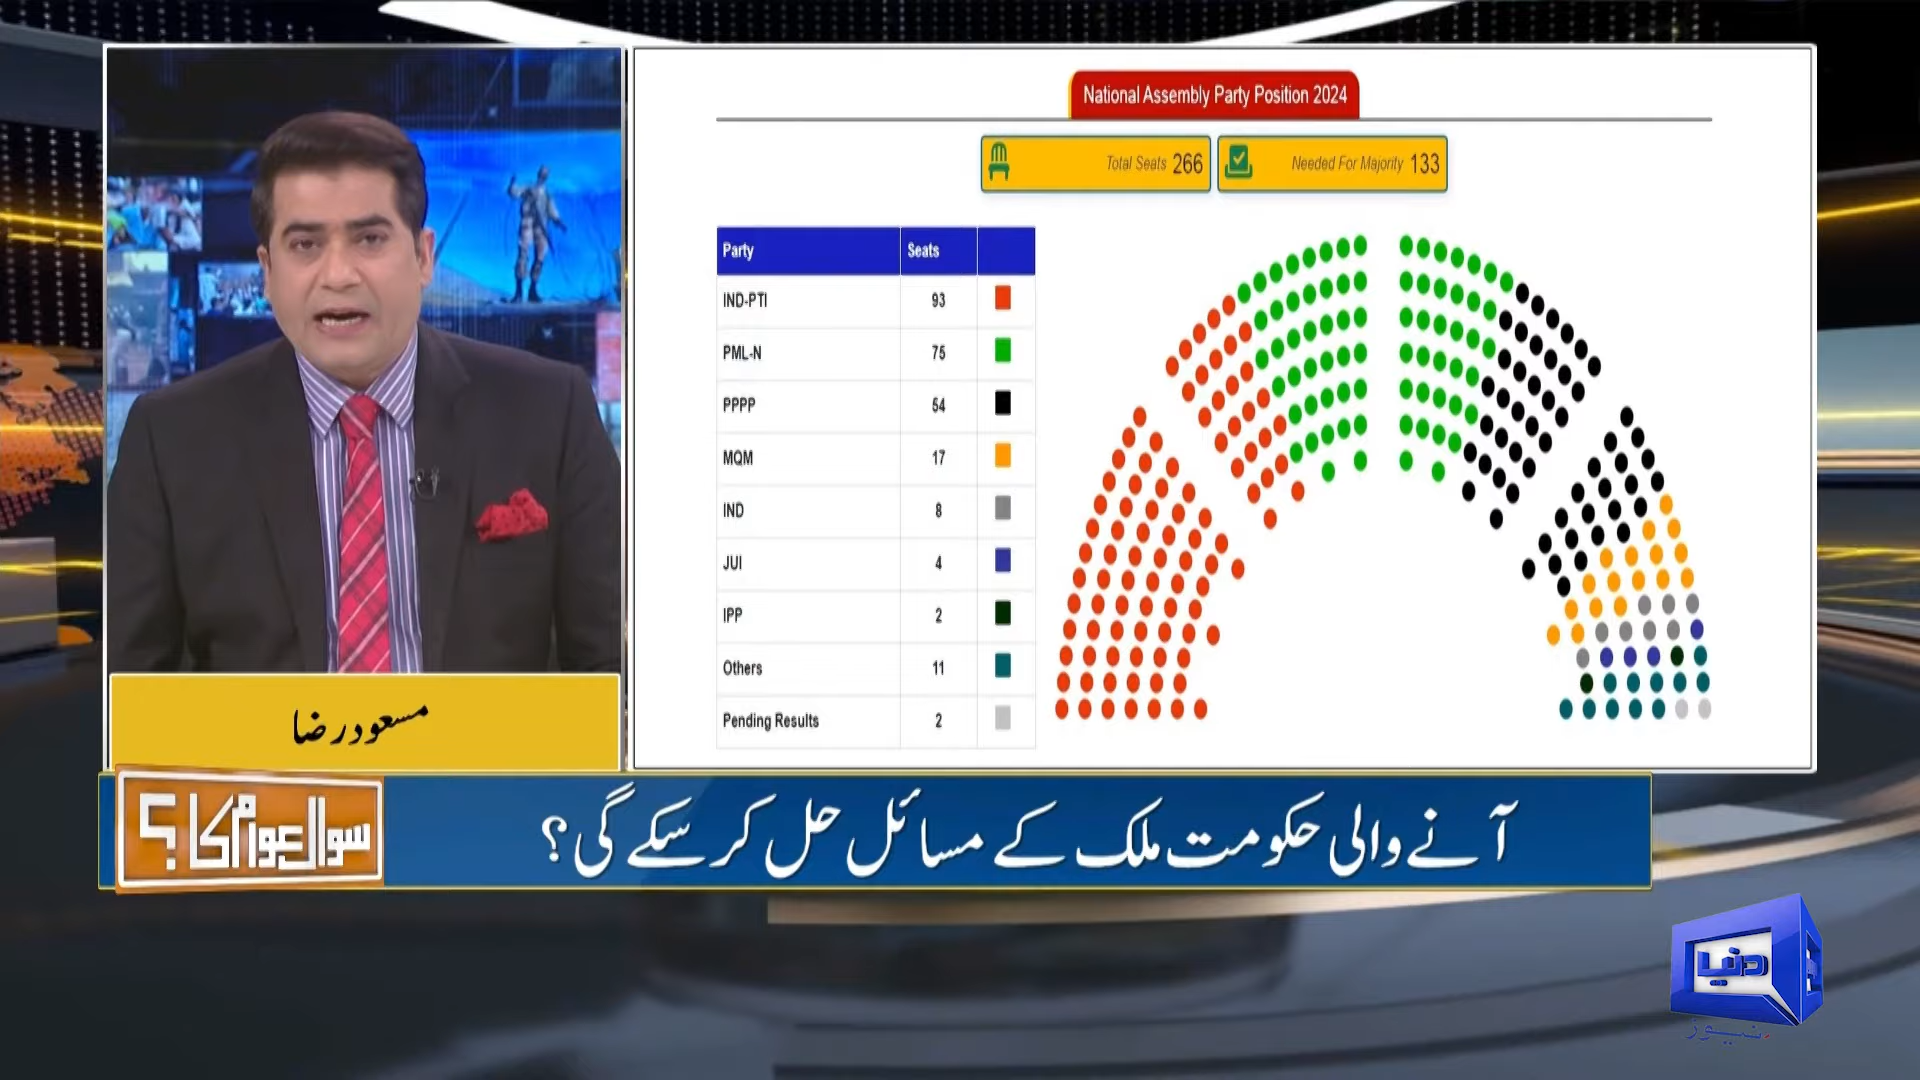 National Assembly Party Position 2024
Total Seats 266
Needed For Majority 133
Party Seats
IND-PTI 93
PML-N 75
PPPP 54
MQM 17
IND 8
JUI 4
IPP 2
Others 11
Pending Results 2
مسعود رضا
سوال عوام کا؟
آنے والی حکومت ملک کے مسائل حل کر سکے گی؟
دنیا
نیوز